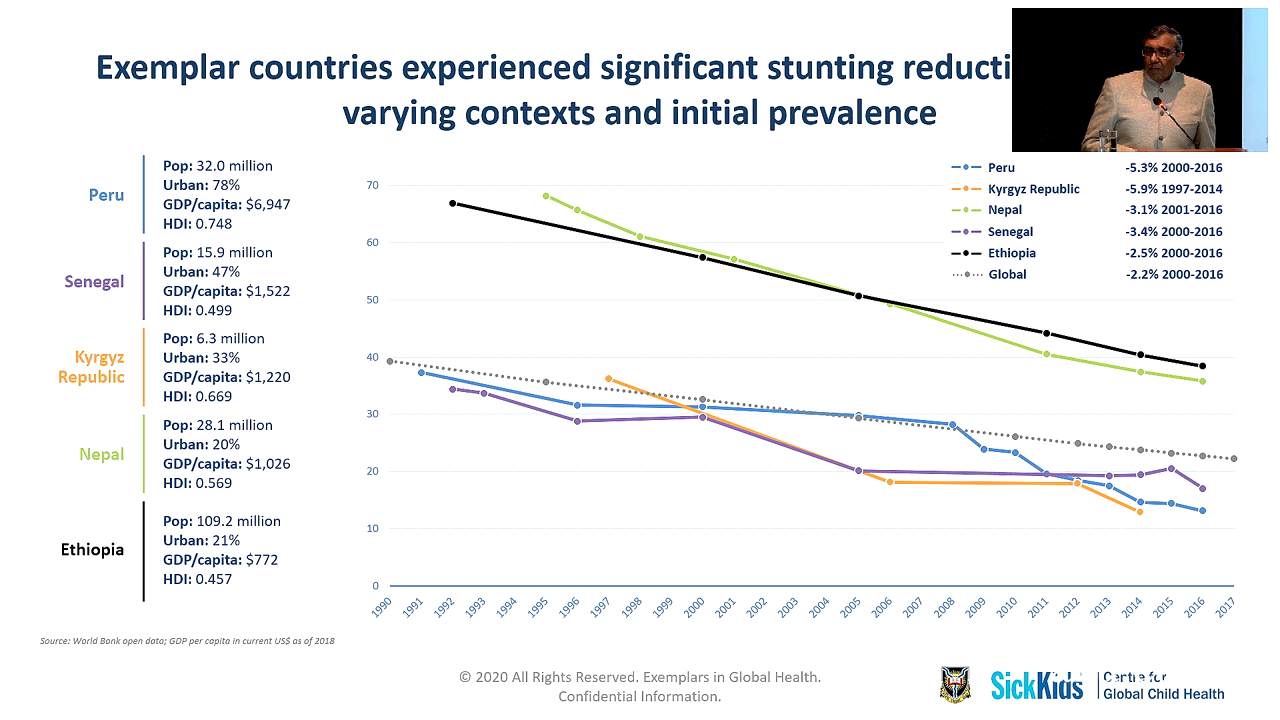 Exemplar countries experienced significant stunting reducti
varying contexts and initial prevalence
Peru
Pop: 32.0 million
Urban: 78%
GDP/capita: $6,947
HDI: 0.748
Senegal
Pop: 15.9 million
Urban: 47%
GDP/capita: $1,522
HDI: 0.499
Kyrgyz
Republic
Pop: 6.3 million
Urban: 33%
GDP/capita: $1,220
HDI: 0.669
Nepal
Pop: 28.1 million
Urban: 20%
GDP/capita: $1,026
HDI: 0.569
Ethiopia
Pop: 109.2 million
Urban: 21%
GDP/capita: $772
HDI: 0.457
Peru -5.3% 2000-2016
Kyrgyz Republic -5.9% 1997-2014
Nepal -3.1% 2001-2016
Senegal -3.4% 2000-2016
Ethiopia -2.5% 2000-2016
Global -2.2% 2000-2016
70
60
50
40
30
20
10
0
1990 1991 1992 1993 1994 1995 1996 1997 1998 1999 2000 2001 2002 2003 2004 2005 2006 2007 2008 2009 2010 2011 2012 2013 2014 2015 2016 2017
Source: World Bank open data; GDP per capita in current US$ as of 2018
© 2020 All Rights Reserved. Exemplars in Global Health.
Confidential Information.
SickKids
Centre for
Global Child Health